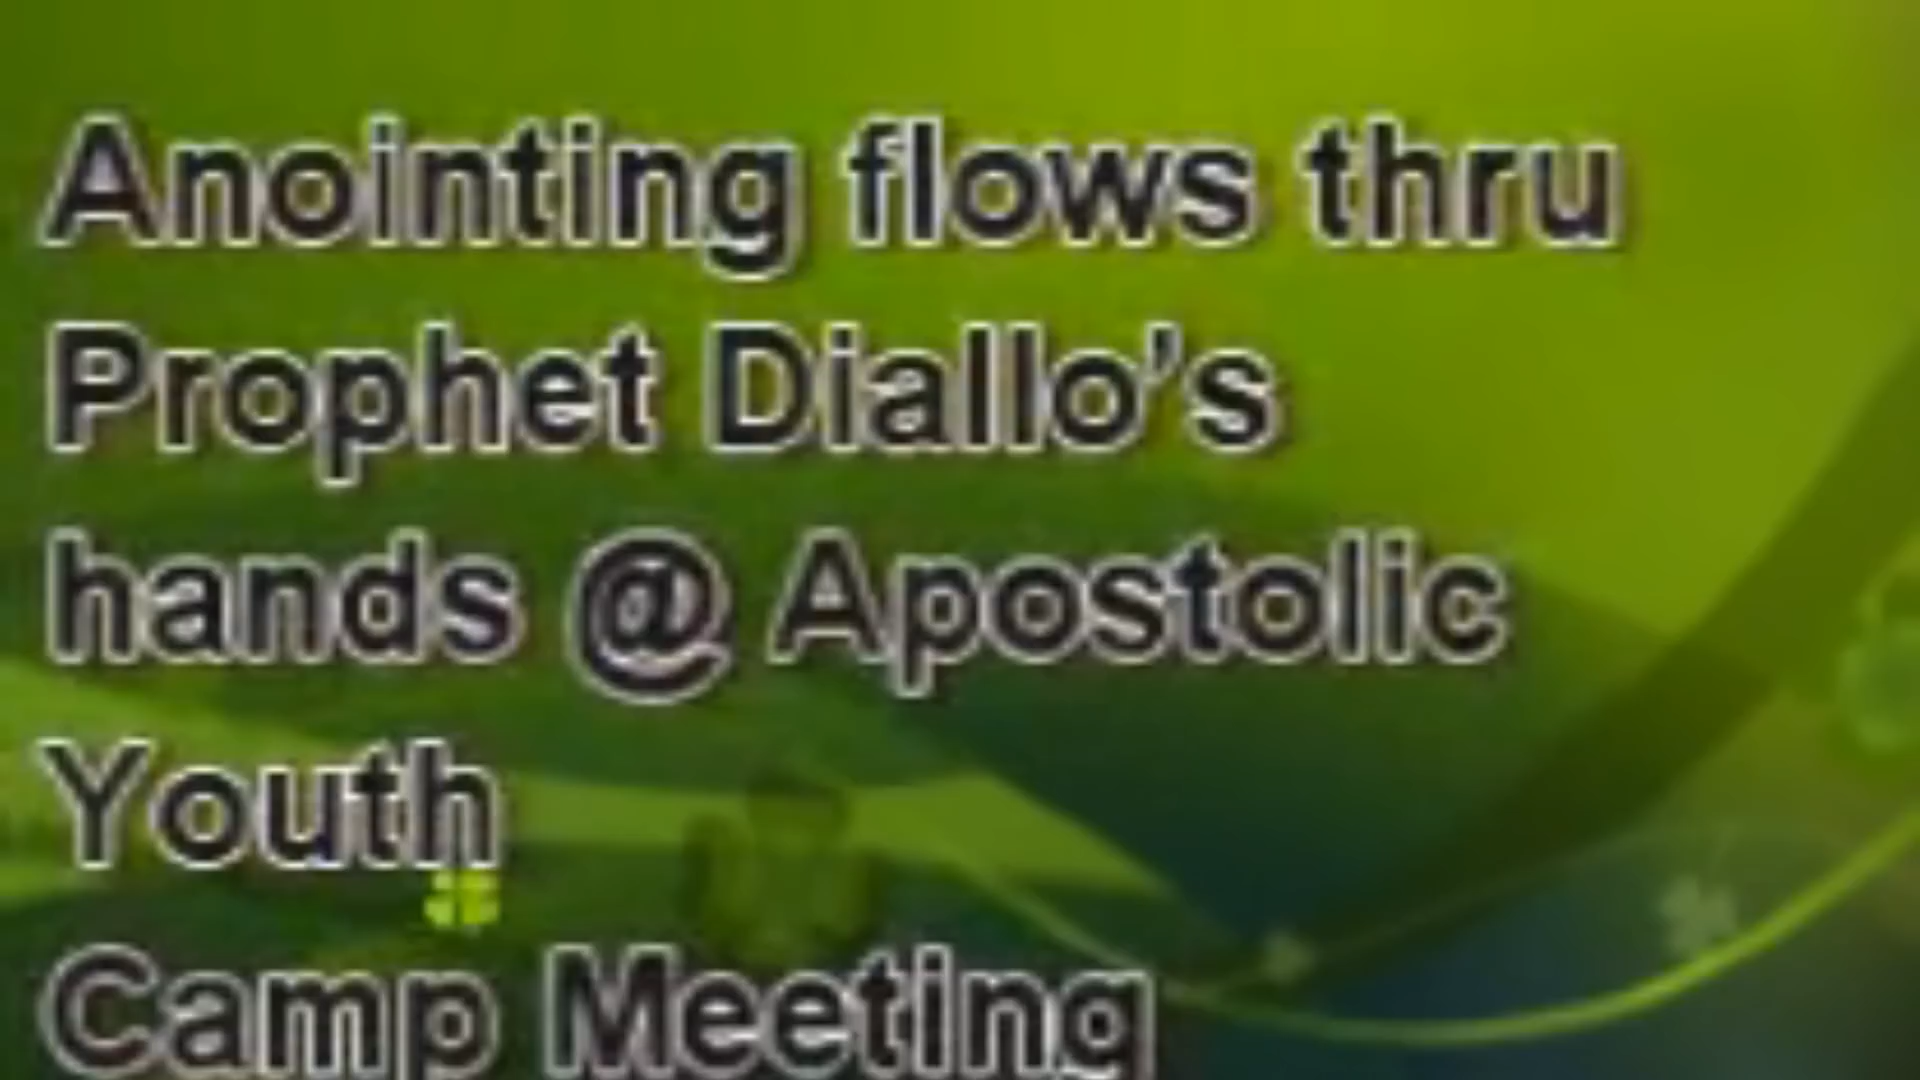 Anointing flows thru
Prophet Diallo's
hands @ Apostolic
Youth
Camp Meeting